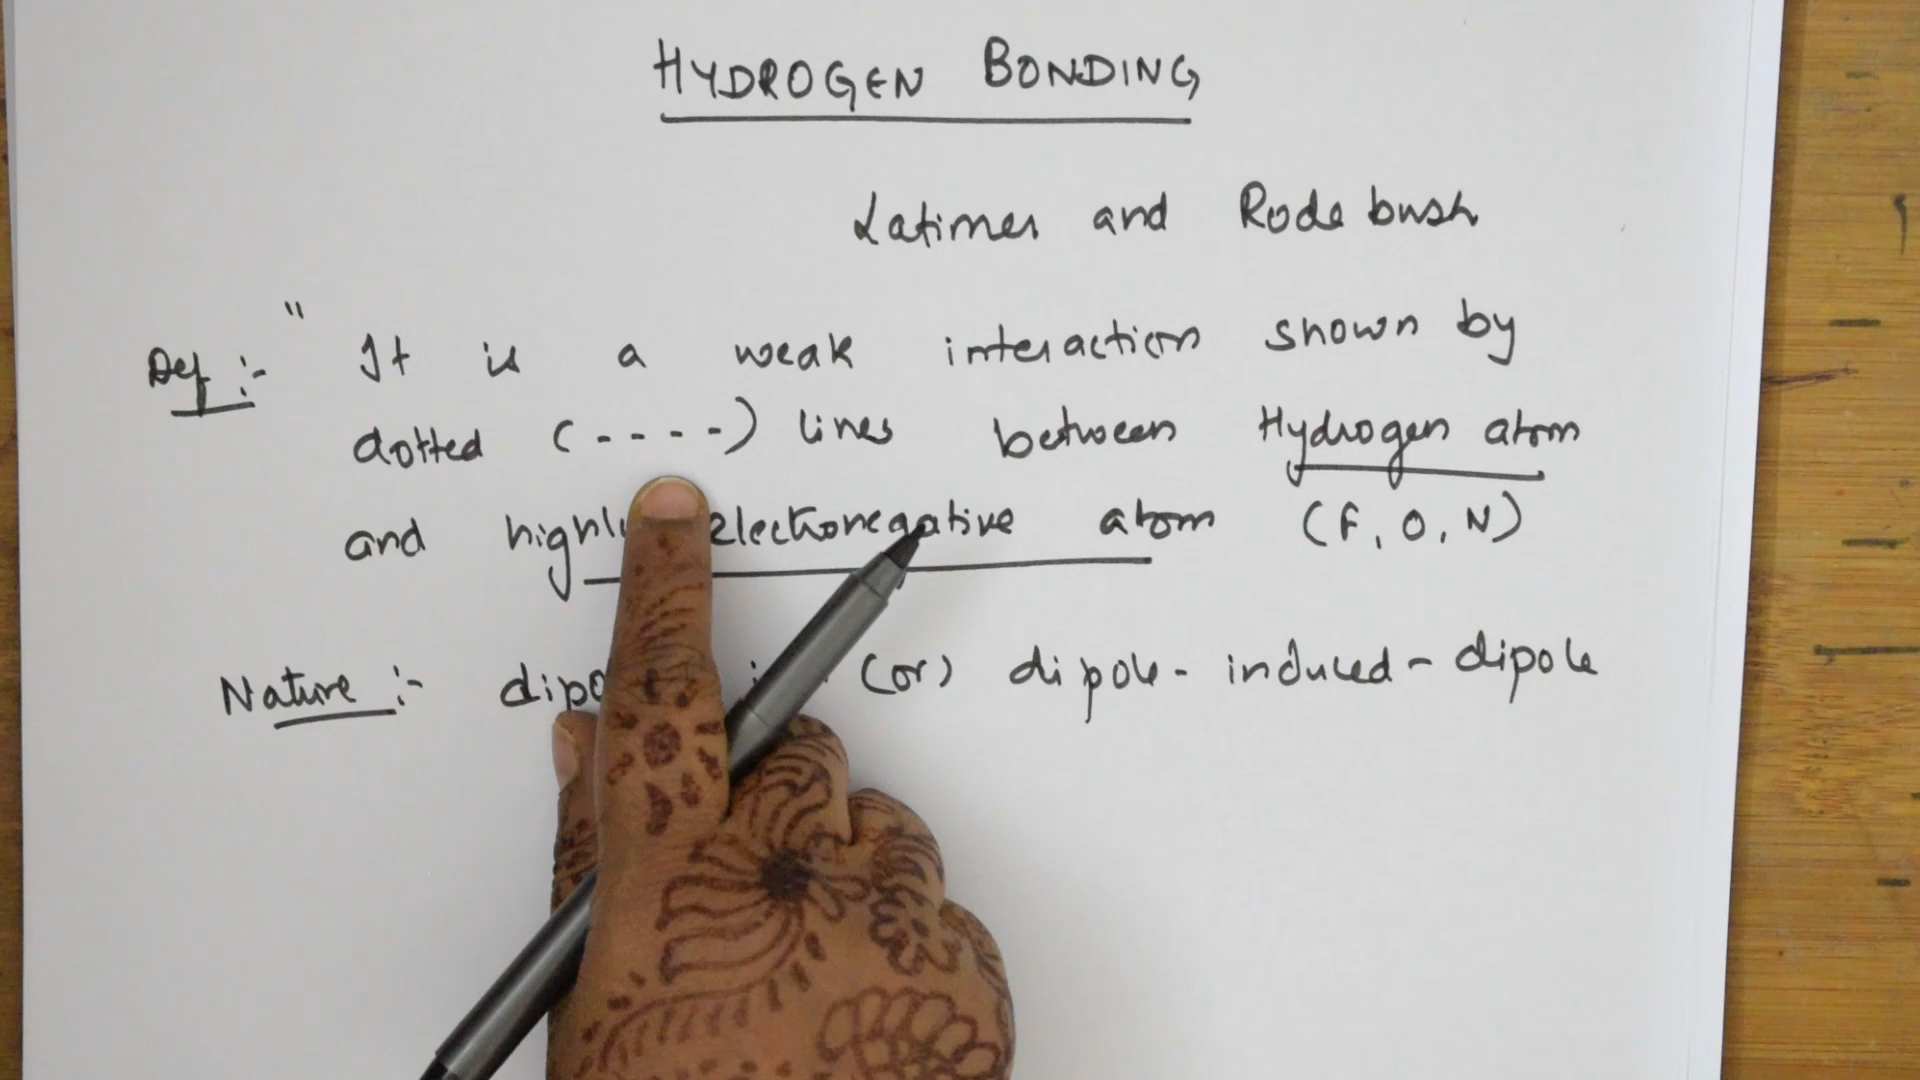 HYDROGEN BONDING
Latimer and Rodebush
Def :- " It is a weak interaction shown by
dotted (----) lines between Hydrogen atom
and highly electronegative atom (F, O, N)
Nature :- (or) dipole - induced - dipole